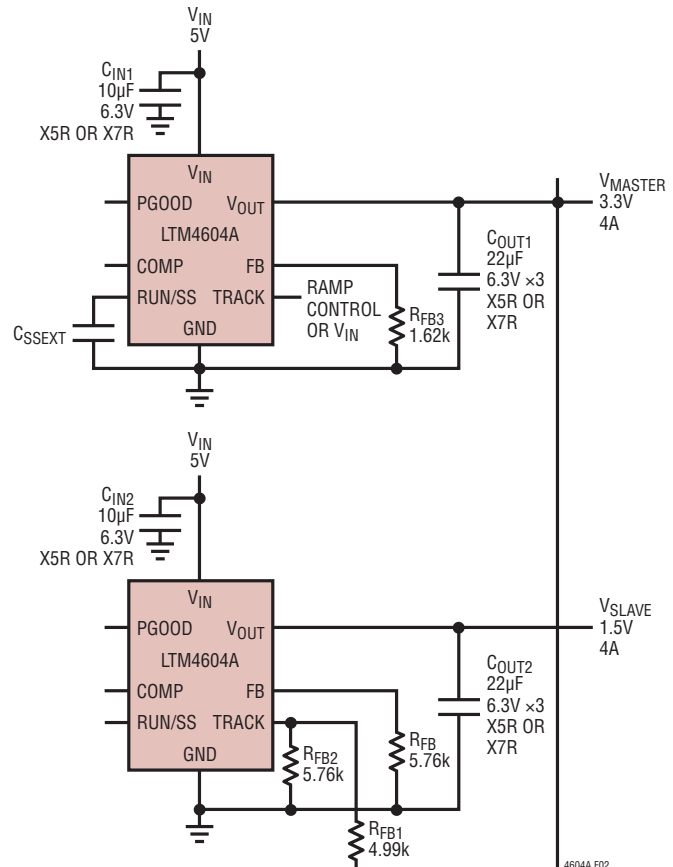 VIN
5V
CIN1
10µF
6.3V
X5R OR X7R
VIN
PGOOD VOUT
LTM4604A
COMP FB
RUN/SS TRACK
GND
CSSEXT
RAMP
CONTROL
OR VIN
RFB3
1.62k
COUT1
22µF
6.3V ×3
X5R OR
X7R
VMASTER
3.3V
4A
VIN
5V
CIN2
10µF
6.3V
X5R OR X7R
VIN
PGOOD VOUT
LTM4604A
COMP FB
RUN/SS TRACK
GND
RFB2
5.76k
RFB
5.76k
RFB1
4.99k
COUT2
22µF
6.3V ×3
X5R OR
X7R
VSLAVE
1.5V
4A
4604A F02